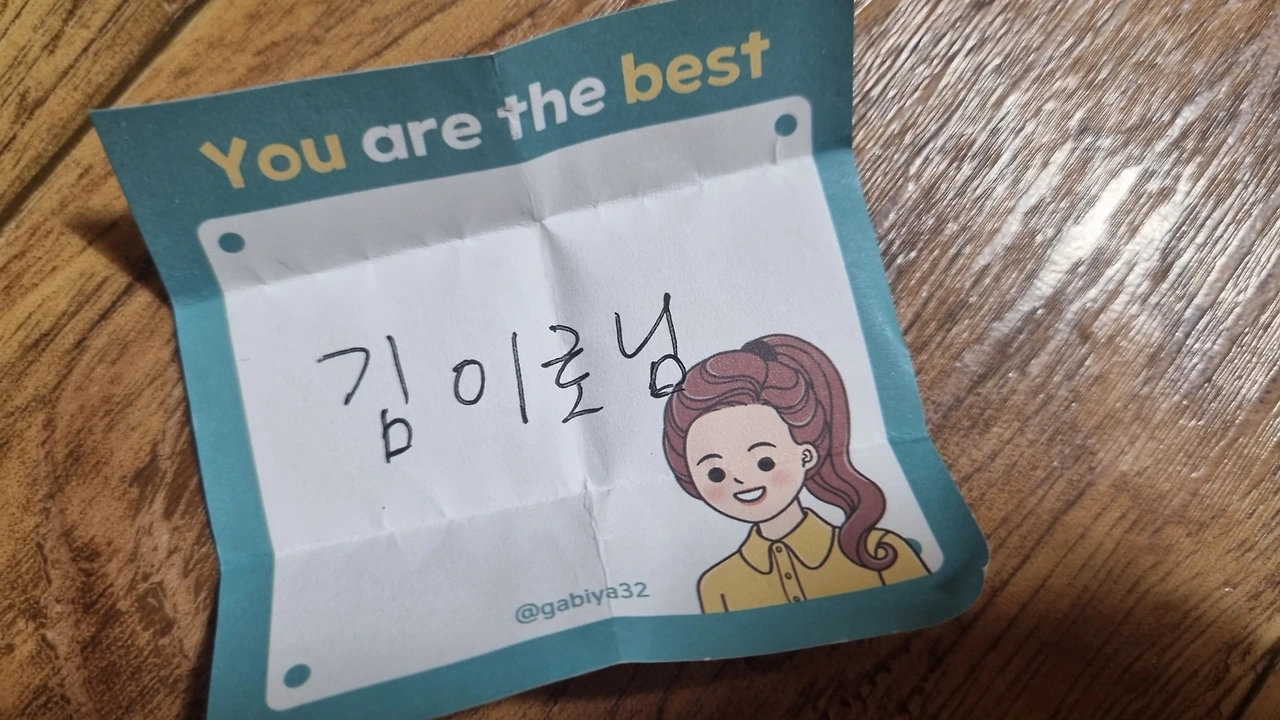 You are the best
김 이로님
@gabiya32